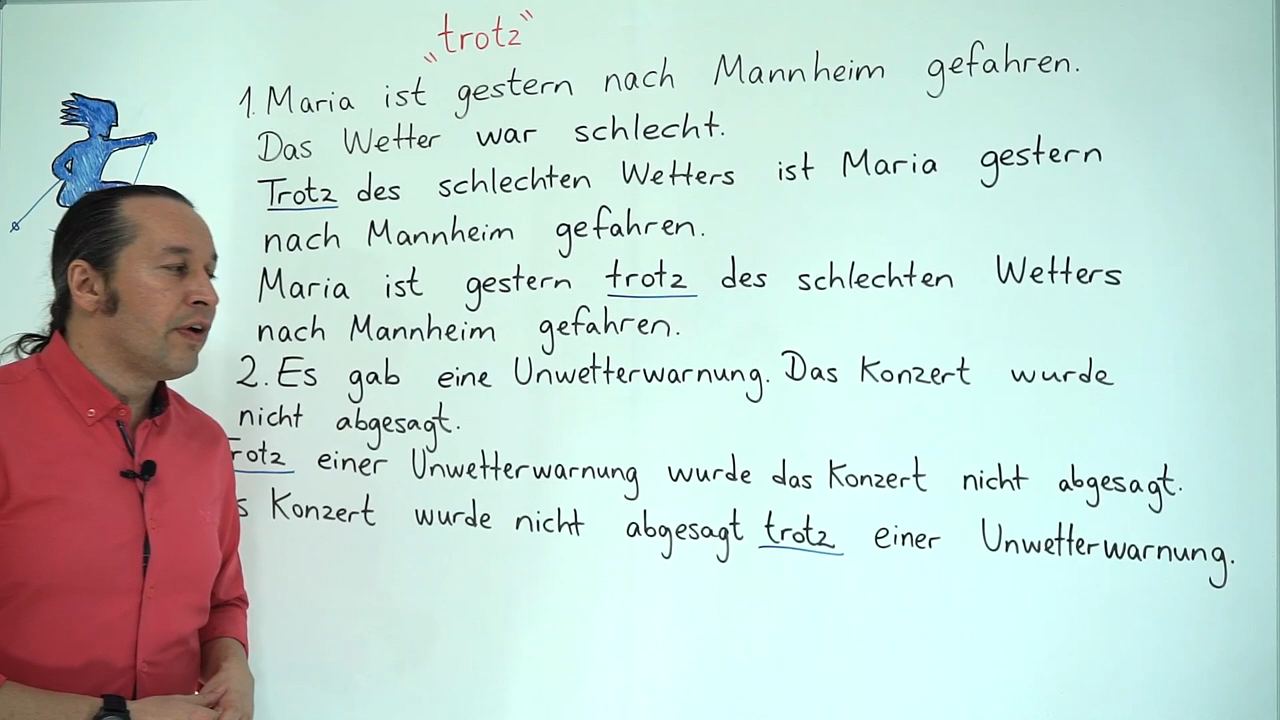 „trotz”
1. Maria ist gestern nach Mannheim gefahren.
Das Wetter war schlecht.
Trotz des schlechten Wetters ist Maria gestern
nach Mannheim gefahren.
Maria ist gestern trotz des schlechten Wetters
nach Mannheim gefahren.
2. Es gab eine Unwetterwarnung. Das Konzert wurde
nicht abgesagt.
Trotz einer Unwetterwarnung wurde das Konzert nicht abgesagt.
s Konzert wurde nicht abgesagt trotz einer Unwetterwarnung.